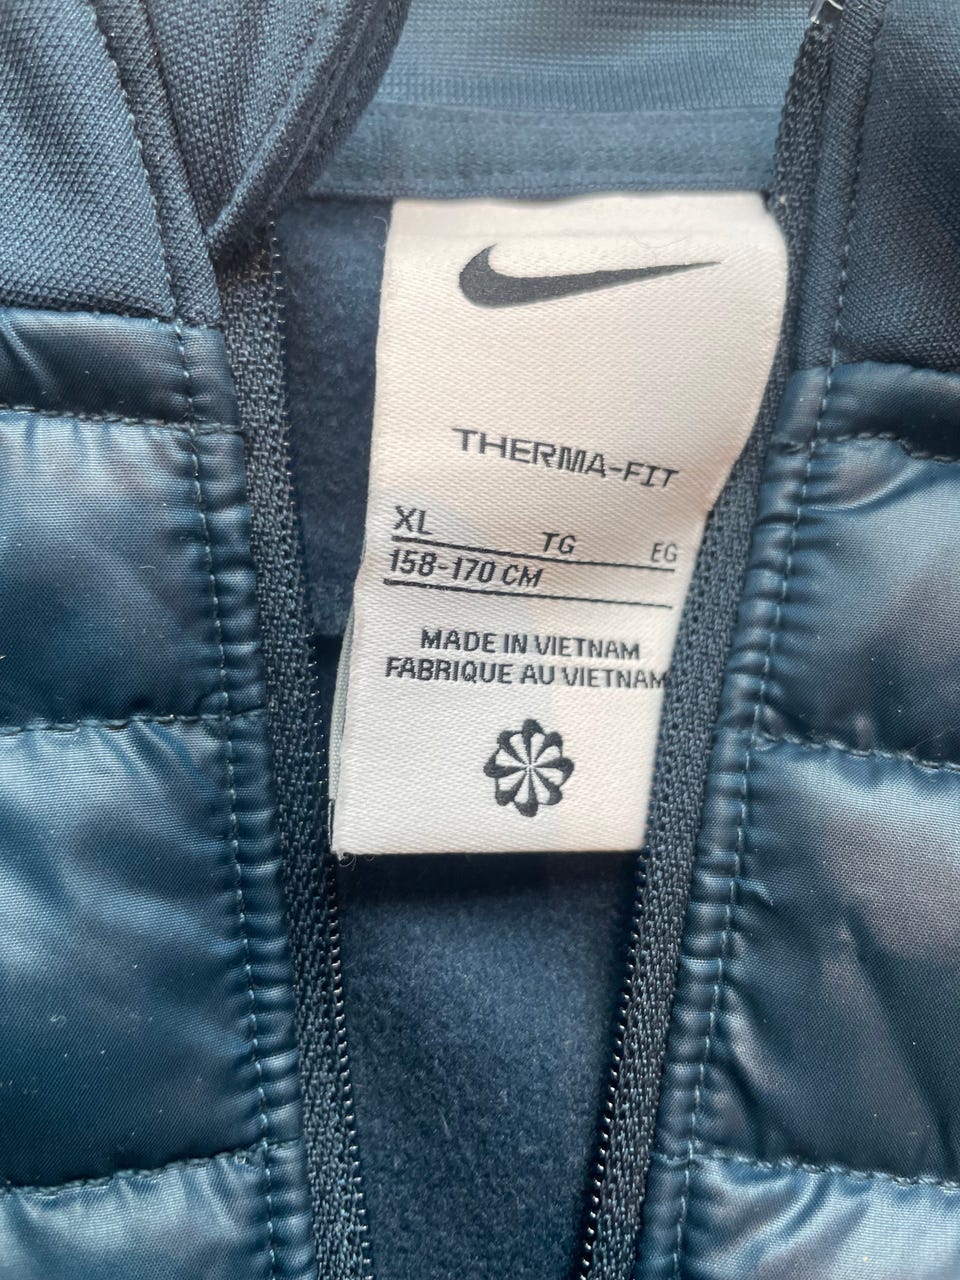 THERMA-FIT
XL TG EG
158-170 CM
MADE IN VIETNAM
FABRIQUE AU VIETNAM